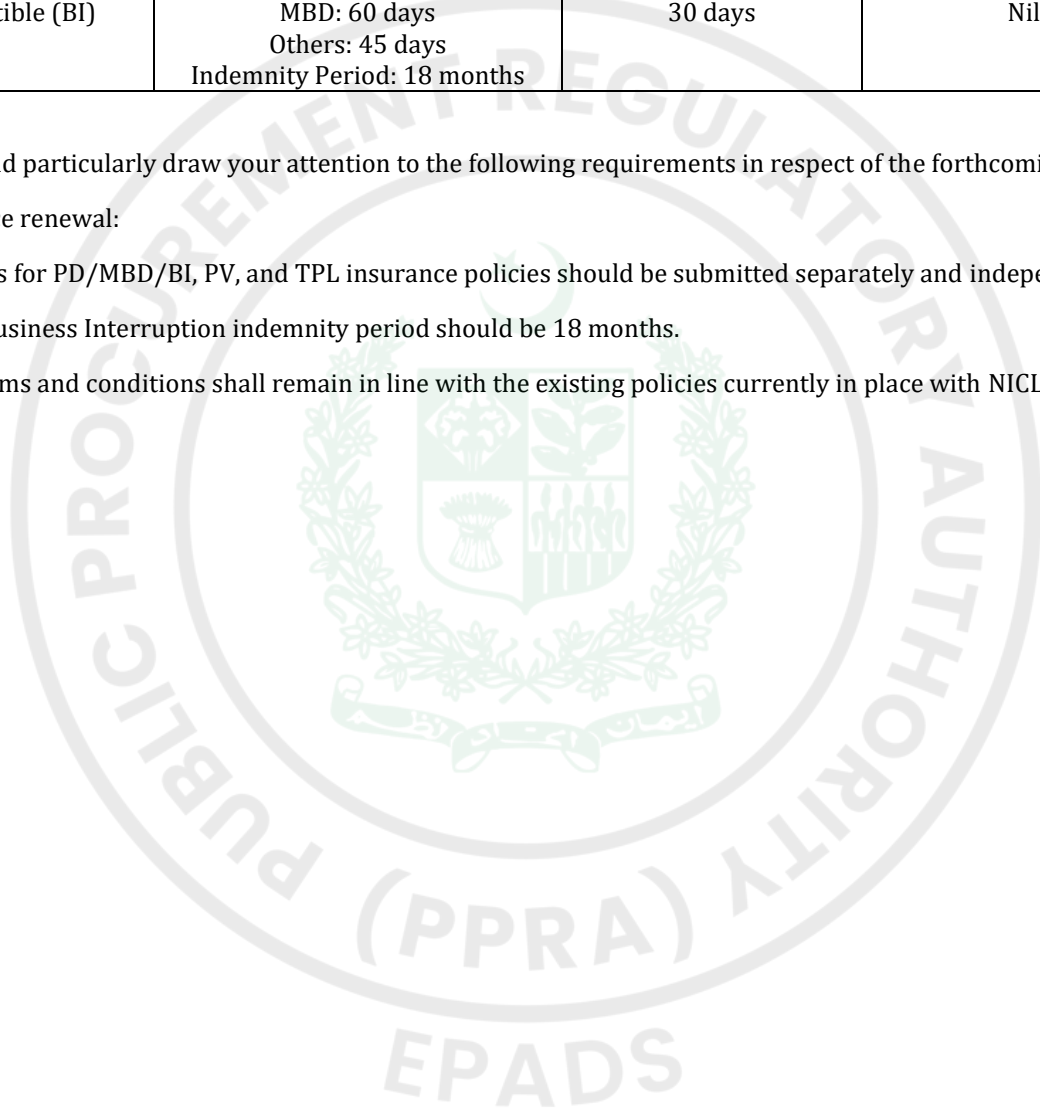 tible (BI) MBD: 60 days 30 days Nil
Others: 45 days
Indemnity Period: 18 months
d particularly draw your attention to the following requirements in respect of the forthcomi
e renewal:
s for PD/MBD/BI, PV, and TPL insurance policies should be submitted separately and indepe
usiness Interruption indemnity period should be 18 months.
ms and conditions shall remain in line with the existing policies currently in place with NICL
PUBLIC PROCUREMENT REGULATORY AUTHORITY
(PPRA)
EPADS